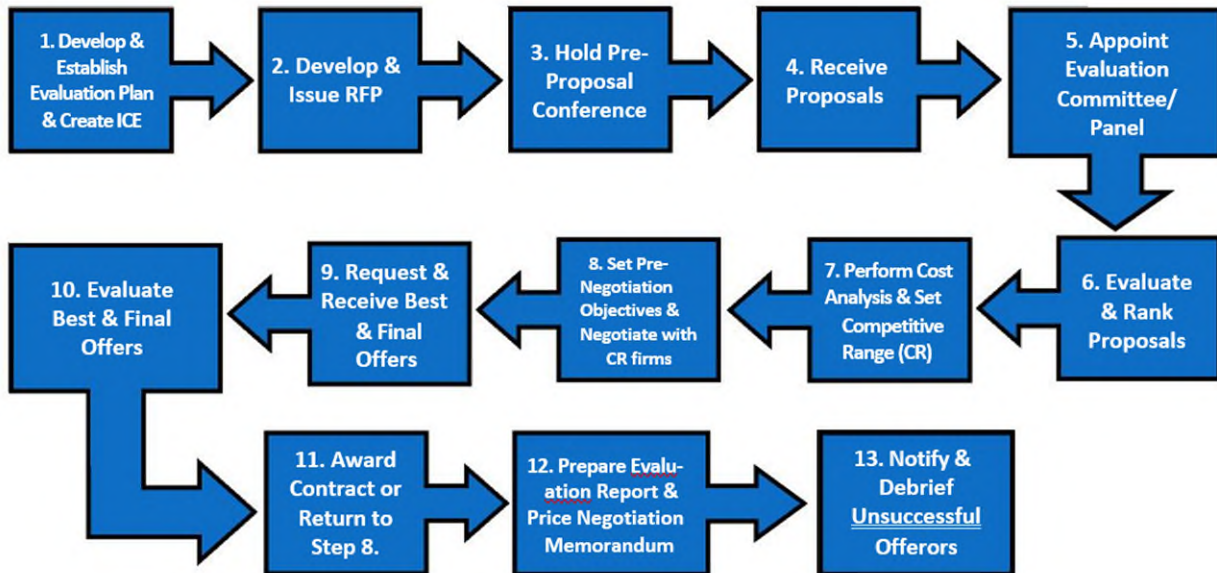 1. Develop &
Establish
Evaluation Plan
& Create ICE
2. Develop &
Issue RFP
3. Hold Pre-
Proposal
Conference
4. Receive
Proposals
5. Appoint
Evaluation
Committee/
Panel
6. Evaluate
& Rank
Proposals
7. Perform Cost
Analysis & Set
Competitive
Range (CR)
8. Set Pre-
Negotiation
Objectives &
Negotiate with
CR firms
9. Request &
Receive Best
& Final
Offers
10. Evaluate
Best & Final
Offers
11. Award
Contract or
Return to
Step 8.
12. Prepare Evalu-
ation Report &
Price Negotiation
Memorandum
13. Notify &
Debrief
Unsuccessful
Offerors